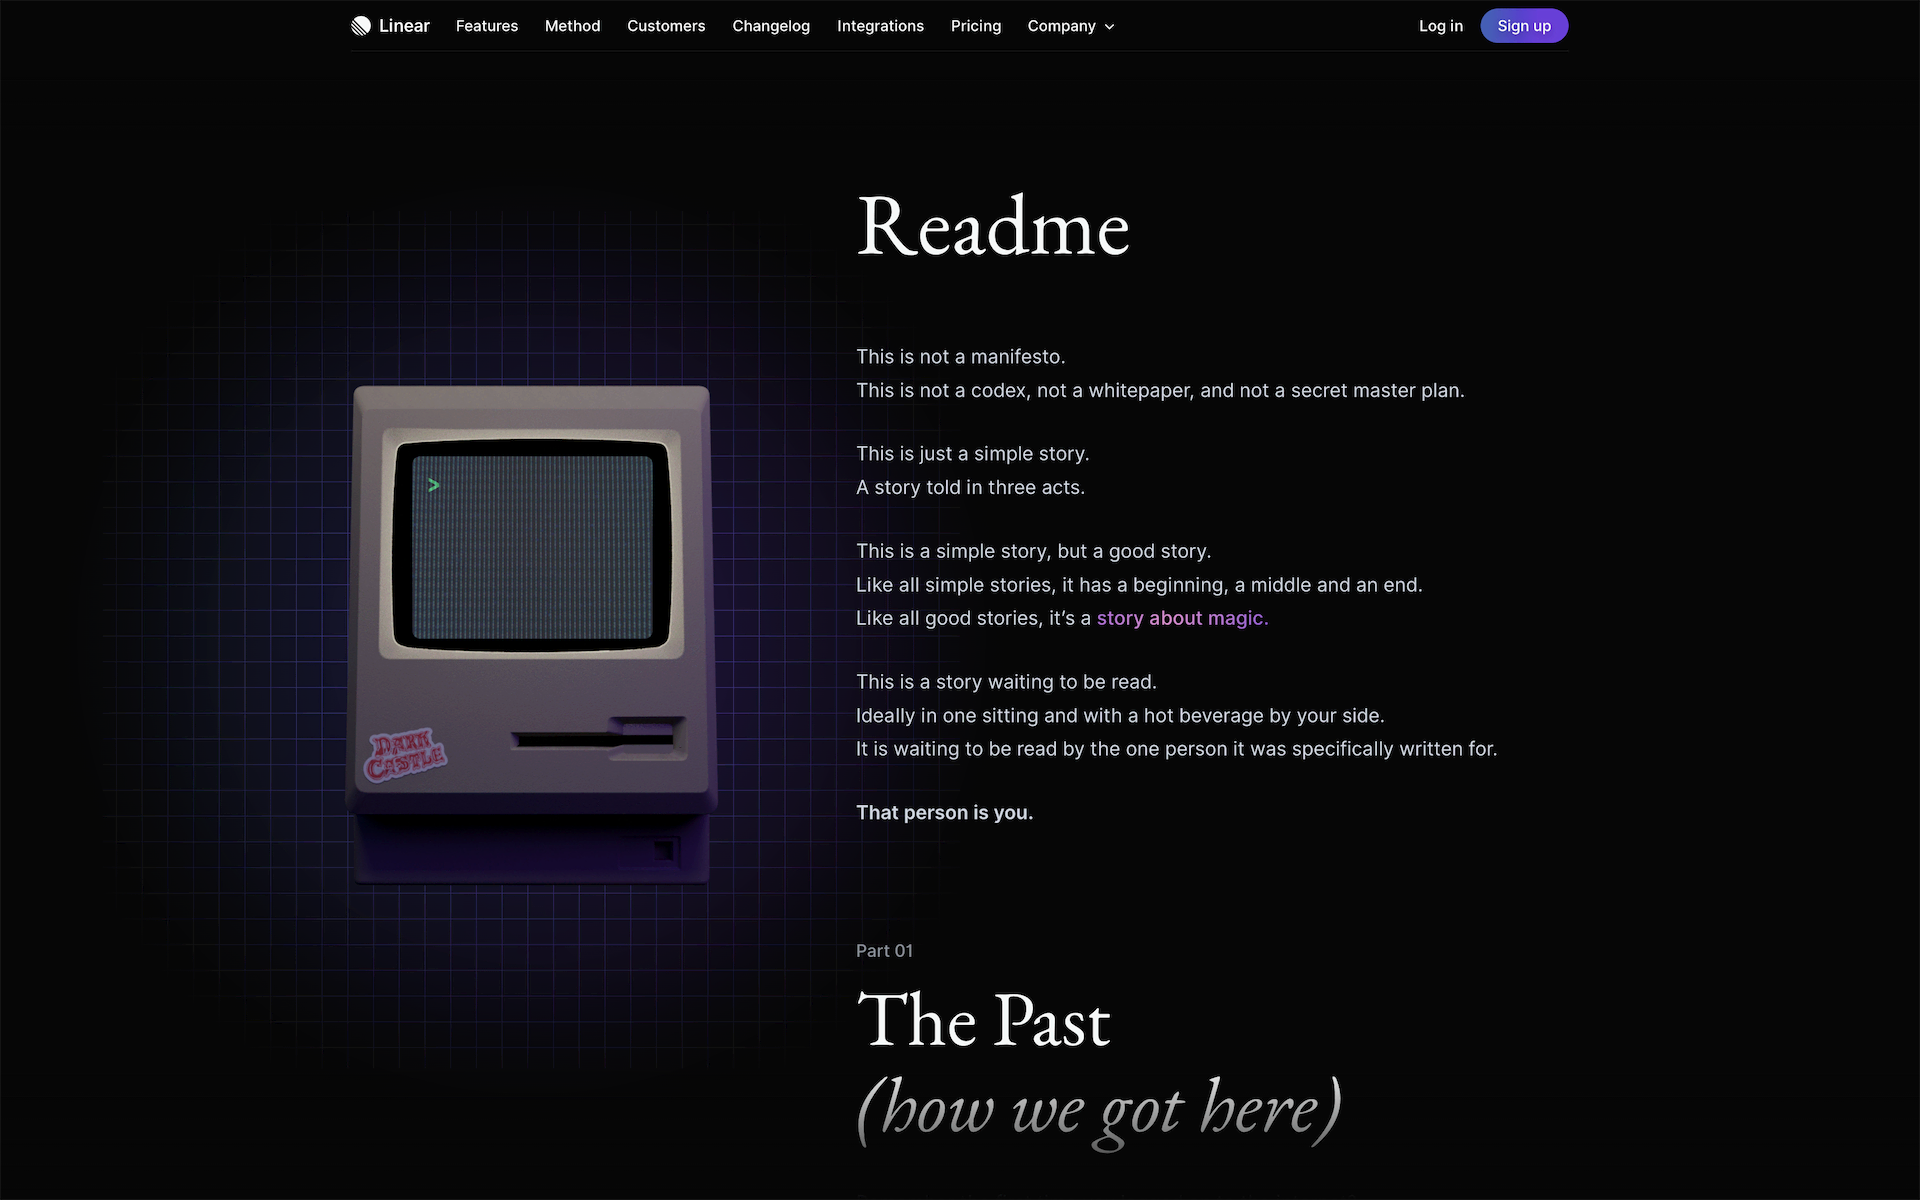 Linear
Features
Method
Customers
Changelog
Integrations
Pricing
Company
Log in
Sign up
Readme
This is not a manifesto.
This is not a codex, not a whitepaper, and not a secret master plan.
This is just a simple story.
A story told in three acts.
This is a simple story, but a good story.
Like all simple stories, it has a beginning, a middle and an end.
Like all good stories, it’s a story about magic.
This is a story waiting to be read.
Ideally in one sitting and with a hot beverage by your side.
It is waiting to be read by the one person it was specifically written for.
That person is you.
>
DARK
CASTLE
Part 01
The Past
(how we got here)